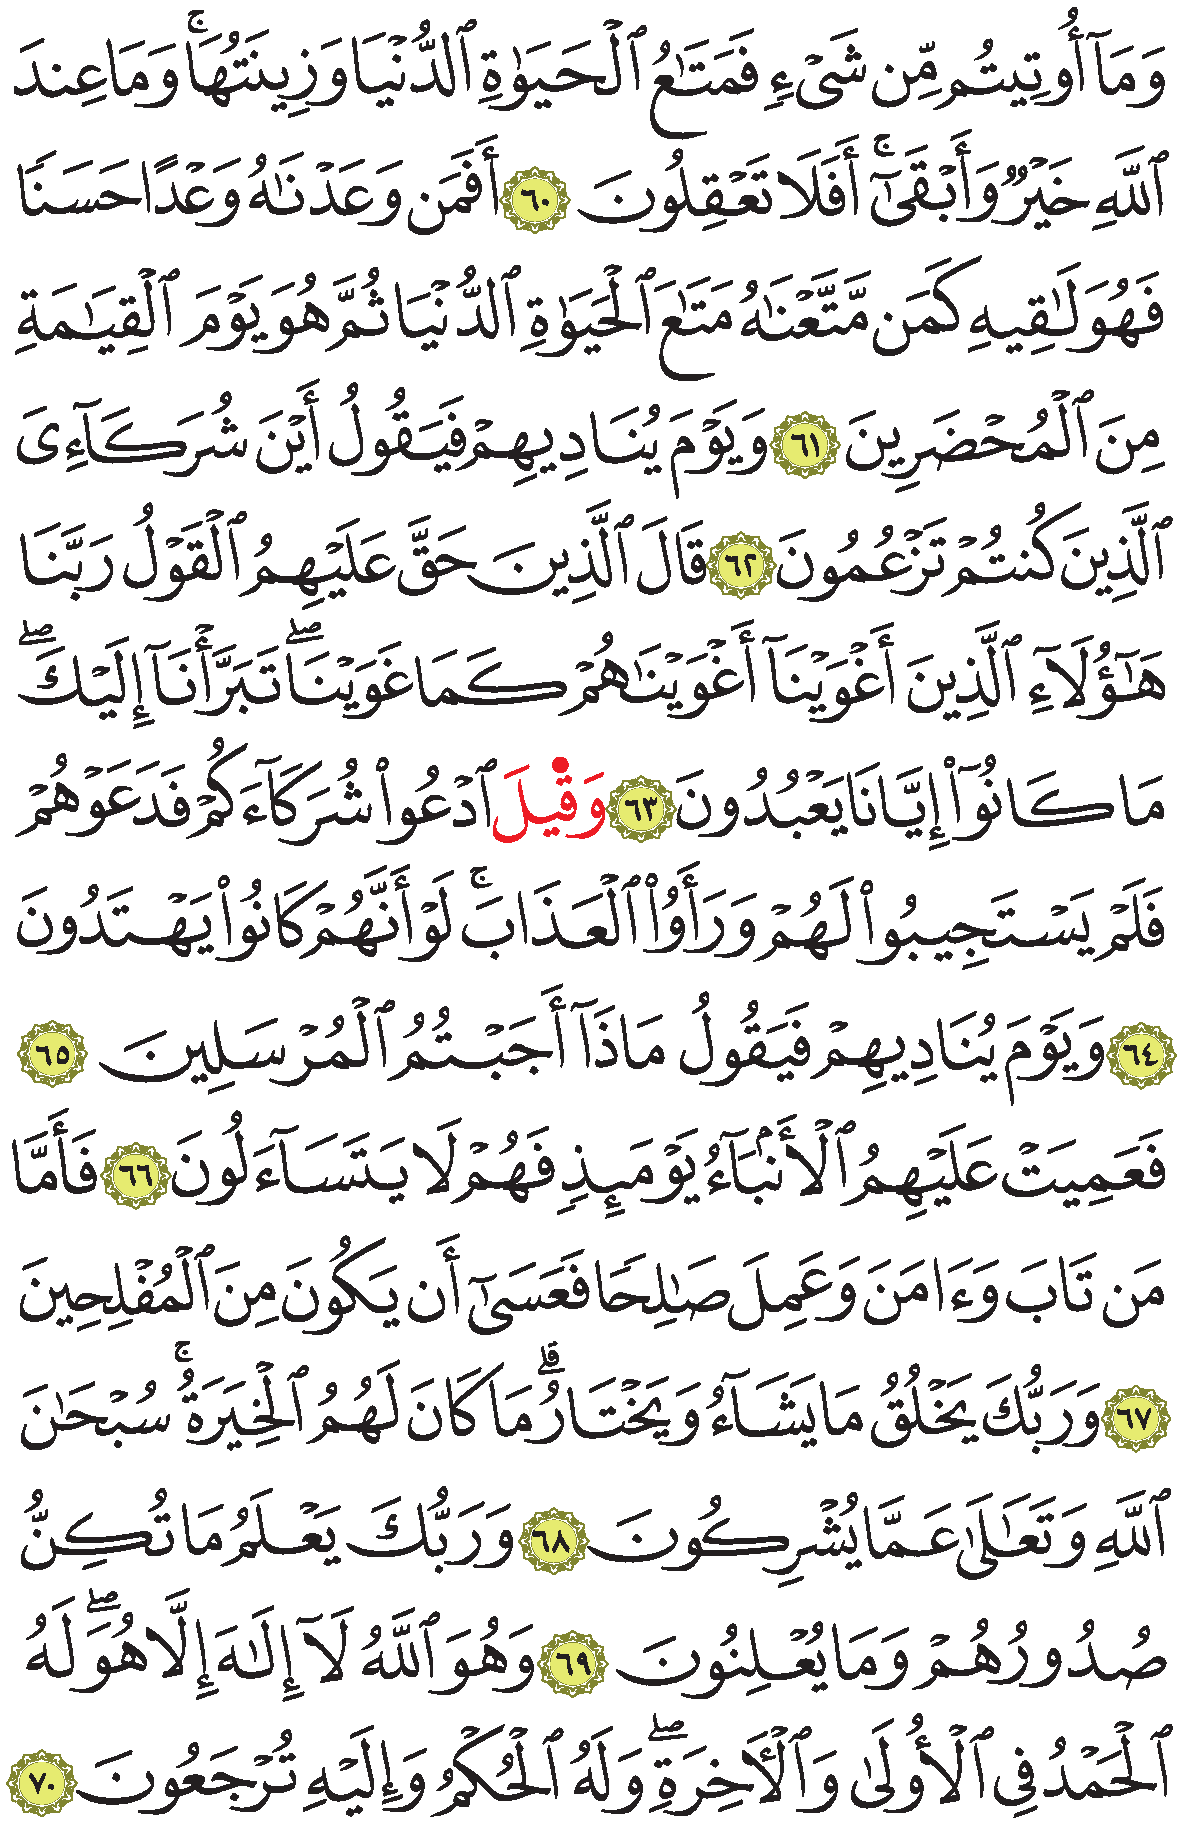 وَمَآ أُوتِيتُم مِّن شَىْءٍ فَمَتَـٰعُ ٱلْحَيَوٰةِ ٱلدُّنْيَا وَزِينَتُهَا ۚ وَمَا عِندَ
ٱللَّهِ خَيْرٌ وَأَبْقَىٰٓ ۚ أَفَلَا تَعْقِلُونَ ٦٠ أَفَمَن وَعَدْنَـٰهُ وَعْدًا حَسَنًا
فَهُوَ لَـٰقِيهِ كَمَن مَّتَّعْنَـٰهُ مَتَـٰعَ ٱلْحَيَوٰةِ ٱلدُّنْيَا ثُمَّ هُوَ يَوْمَ ٱلْقِيَـٰمَةِ
مِنَ ٱلْمُحْضَرِينَ ٦١ وَيَوْمَ يُنَادِيهِمْ فَيَقُولُ أَيْنَ شُرَكَآءِىَ
ٱلَّذِينَ كُنتُمْ تَزْعُمُونَ ٦٢ قَالَ ٱلَّذِينَ حَقَّ عَلَيْهِمُ ٱلْقَوْلُ رَبَّنَا
هَـٰٓؤُلَآءِ ٱلَّذِينَ أَغْوَيْنَآ أَغْوَيْنَـٰهُمْ كَمَا غَوَيْنَا ۖ تَبَرَّأْنَآ إِلَيْكَ ۖ
مَا كَانُوٓا۟ إِيَّانَا يَعْبُدُونَ ٦٣ وَقِيلَ ٱدْعُوا۟ شُرَكَآءَكُمْ فَدَعَوْهُمْ
فَلَمْ يَسْتَجِيبُوا۟ لَهُمْ وَرَأَوُا۟ ٱلْعَذَابَ ۚ لَوْ أَنَّهُمْ كَانُوا۟ يَهْتَدُونَ
٦٤ وَيَوْمَ يُنَادِيهِمْ فَيَقُولُ مَاذَآ أَجَبْتُمُ ٱلْمُرْسَلِينَ ٦٥
فَعَمِيَتْ عَلَيْهِمُ ٱلْأَنۢبَآءُ يَوْمَئِذٍ فَهُمْ لَا يَتَسَآءَلُونَ ٦٦ فَأَمَّا
مَن تَابَ وَءَامَنَ وَعَمِلَ صَـٰلِحًا فَعَسَىٰٓ أَن يَكُونَ مِنَ ٱلْمُفْلِحِينَ
٦٧ وَرَبُّكَ يَخْلُقُ مَا يَشَآءُ وَيَخْتَارُ ۗ مَا كَانَ لَهُمُ ٱلْخِيَرَةُ ۚ سُبْحَـٰنَ
ٱللَّهِ وَتَعَـٰلَىٰ عَمَّا يُشْرِكُونَ ٦٨ وَرَبُّكَ يَعْلَمُ مَا تُكِنُّ
صُدُورُهُمْ وَمَا يُعْلِنُونَ ٦٩ وَهُوَ ٱللَّهُ لَآ إِلَـٰهَ إِلَّا هُوَ ۖ لَهُ
ٱلْحَمْدُ فِى ٱلْأُولَىٰ وَٱلْـَٔاخِرَةِ ۖ وَلَهُ ٱلْحُكْمُ وَإِلَيْهِ تُرْجَعُونَ ٧٠